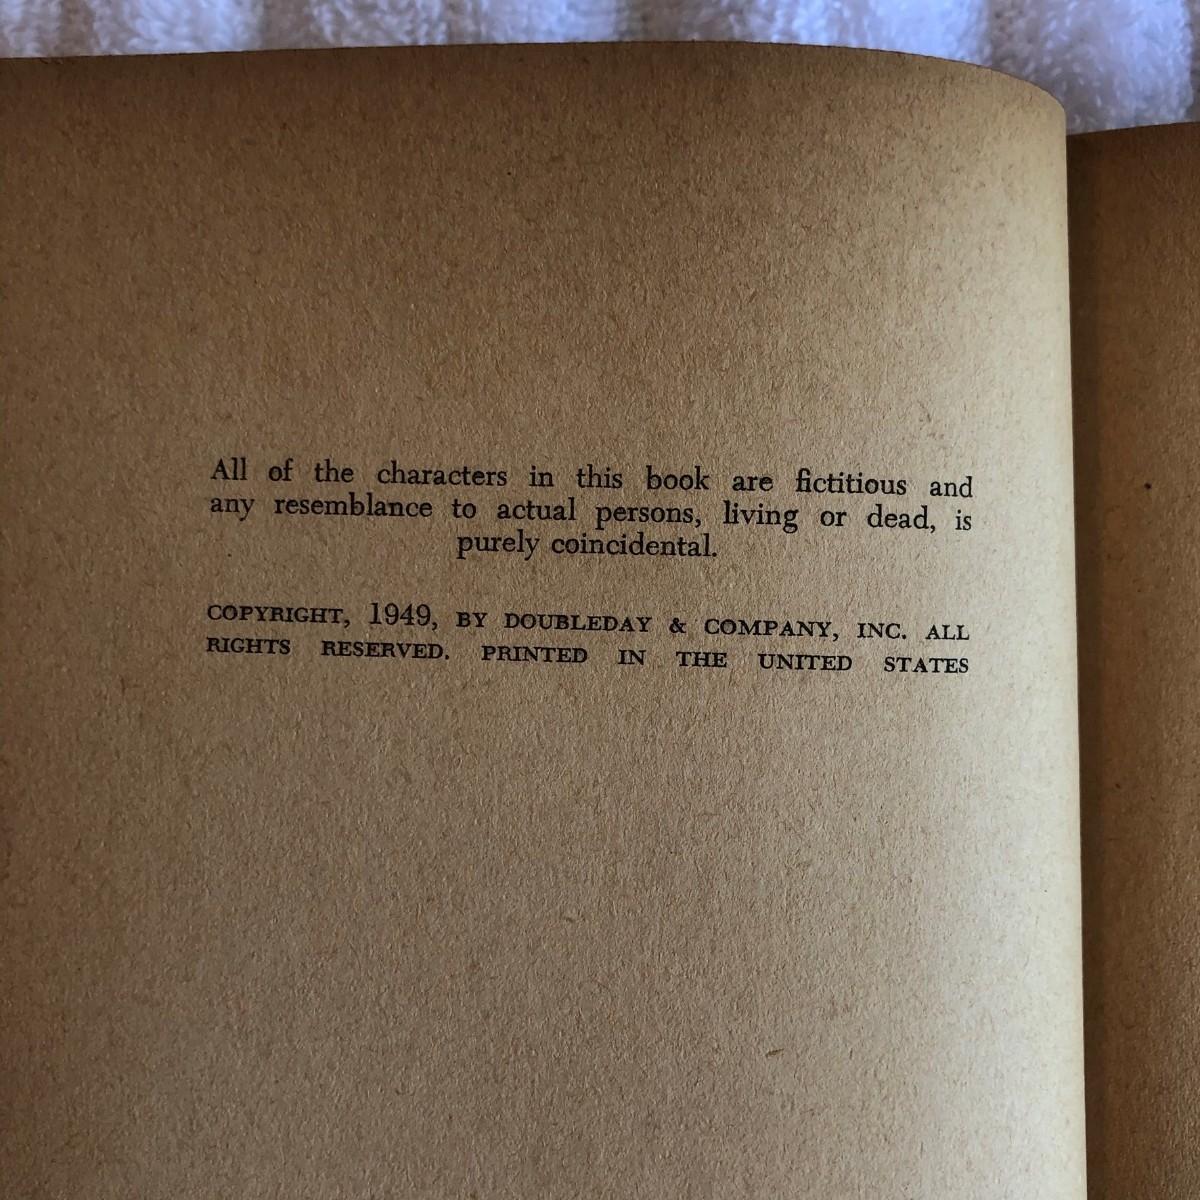 All of the characters in this book are fictitious and
any resemblance to actual persons, living or dead, is
purely coincidental.
COPYRIGHT, 1949, BY DOUBLEDAY & COMPANY, INC. ALL
RIGHTS RESERVED. PRINTED IN THE UNITED STATES